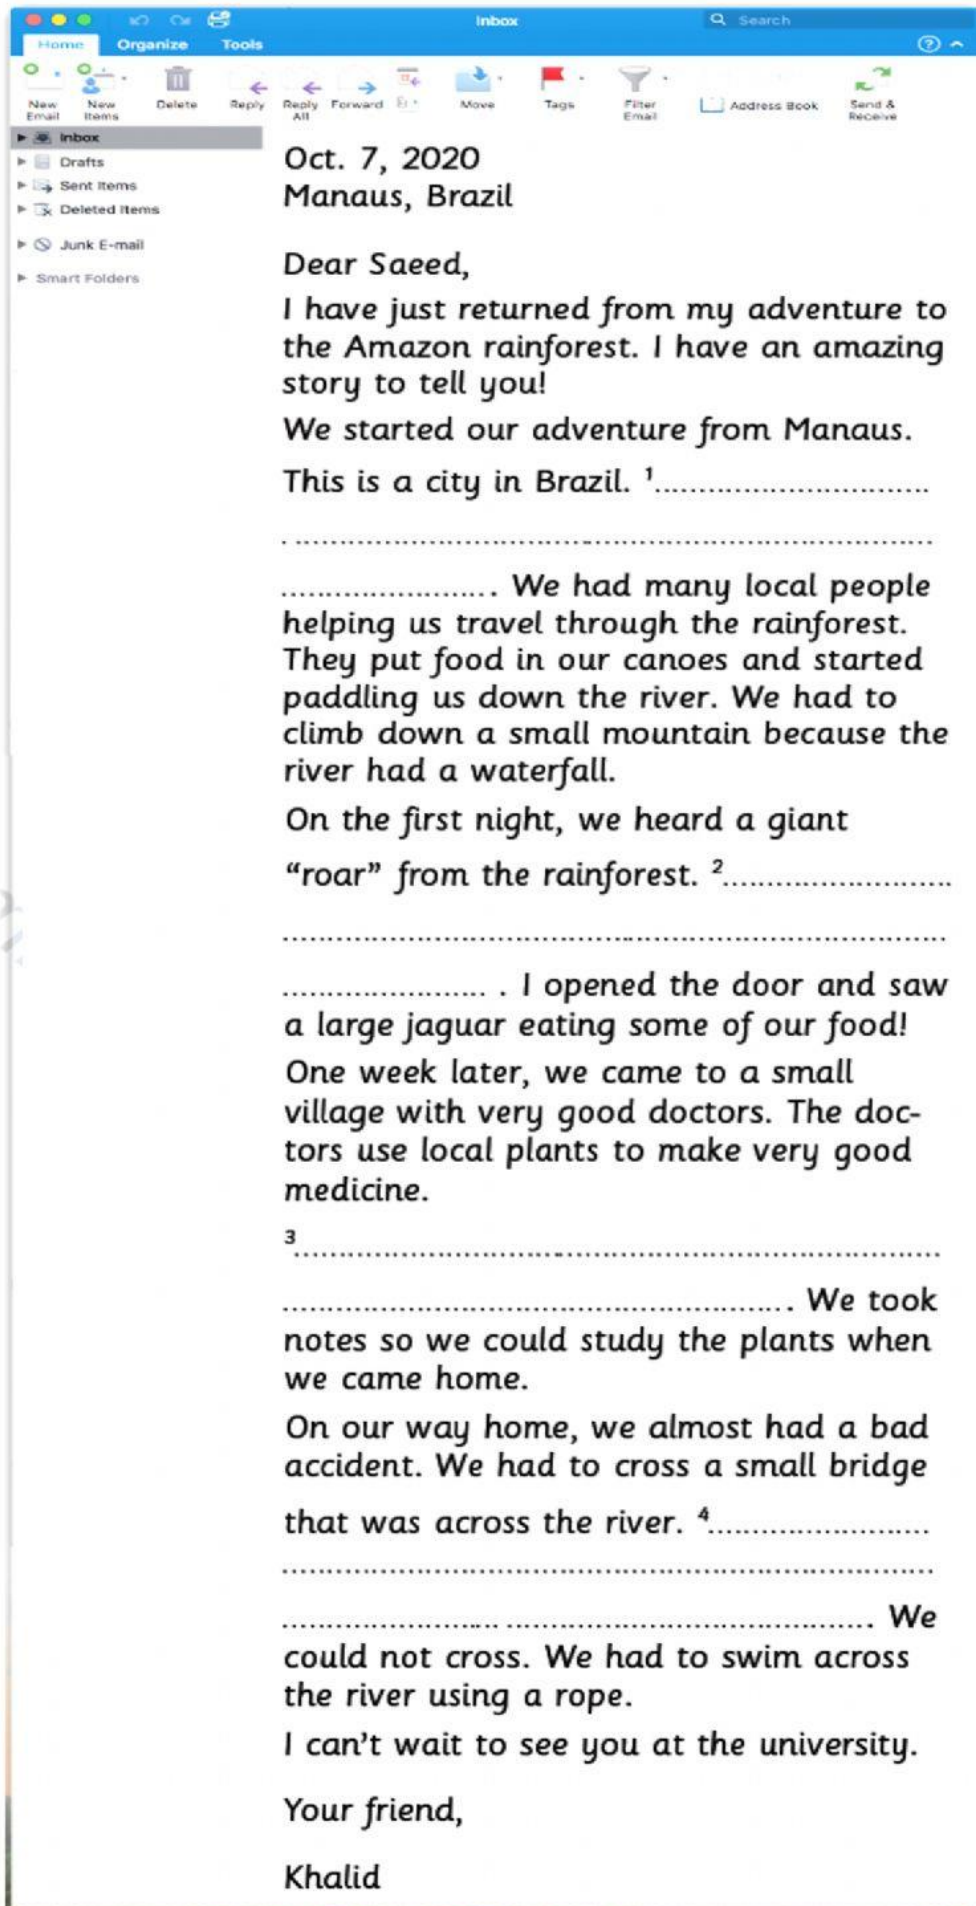 Inbox
Search
Home Organize Tools
New Email
New Items
Delete
Reply
Reply All
Forward
Move
Tags
Filter Email
Address Book
Send & Receive
Inbox
Drafts
Sent Items
Deleted Items
Junk E-mail
Smart Folders
Oct. 7, 2020
Manaus, Brazil
Dear Saeed,
I have just returned from my adventure to
the Amazon rainforest. I have an amazing
story to tell you!
We started our adventure from Manaus.
This is a city in Brazil. ¹..............................
. .......................................................................
........................ We had many local people
helping us travel through the rainforest.
They put food in our canoes and started
paddling us down the river. We had to
climb down a small mountain because the
river had a waterfall.
On the first night, we heard a giant
“roar” from the rainforest. ².........................
.........................................................................
....................... . I opened the door and saw
a large jaguar eating some of our food!
One week later, we came to a small
village with very good doctors. The doc-
tors use local plants to make very good
medicine.
³.......................................................................
........................................................ We took
notes so we could study the plants when
we came home.
On our way home, we almost had a bad
accident. We had to cross a small bridge
that was across the river. ⁴........................
........................................................................
........................ ......................................... We
could not cross. We had to swim across
the river using a rope.
I can’t wait to see you at the university.
Your friend,
Khalid